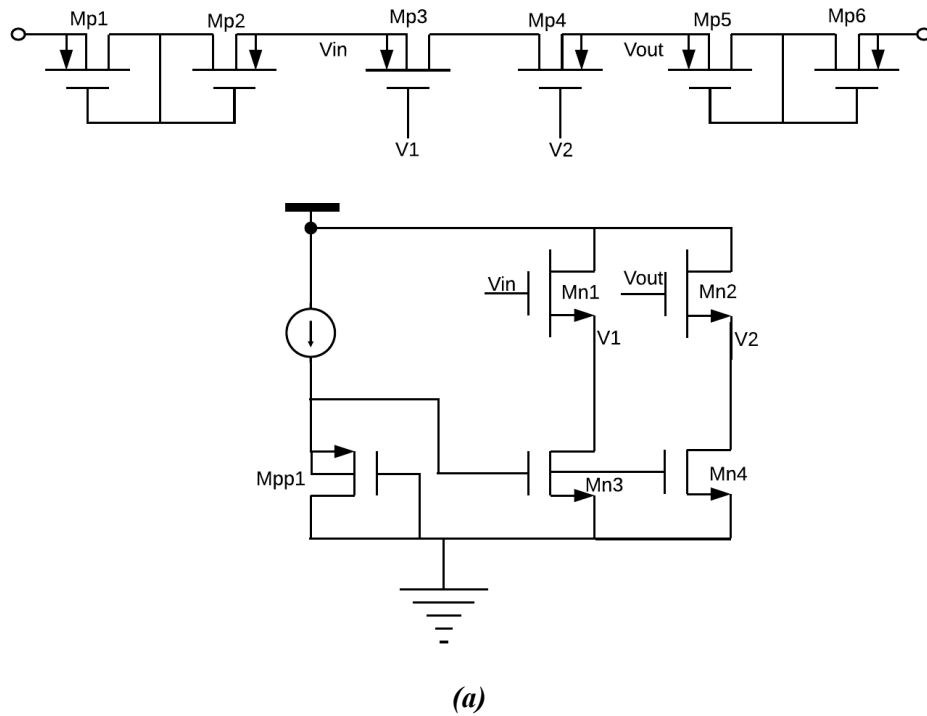 Mp1 Mp2 Mp3 Mp4 Mp5 Mp6
Vin Vout
V1 V2
Vin Mn1 Vout Mn2
V1 V2
Mpp1 Mn3 Mn4
(a)